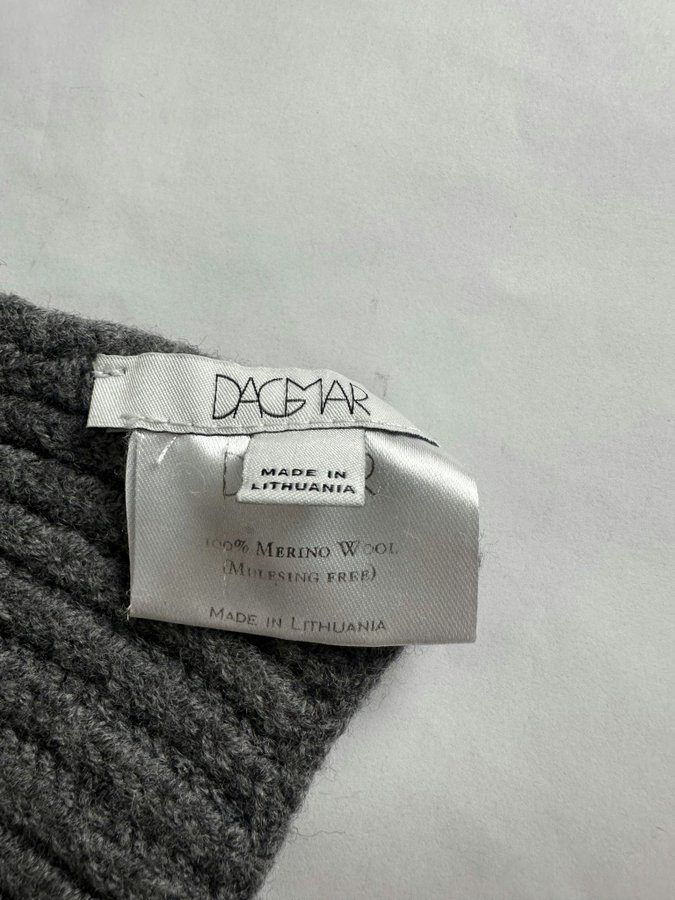 DAGMAR
MADE IN
LITHUANIA
100% MERINO WOOL
(MULESING FREE)
MADE IN LITHUANIA